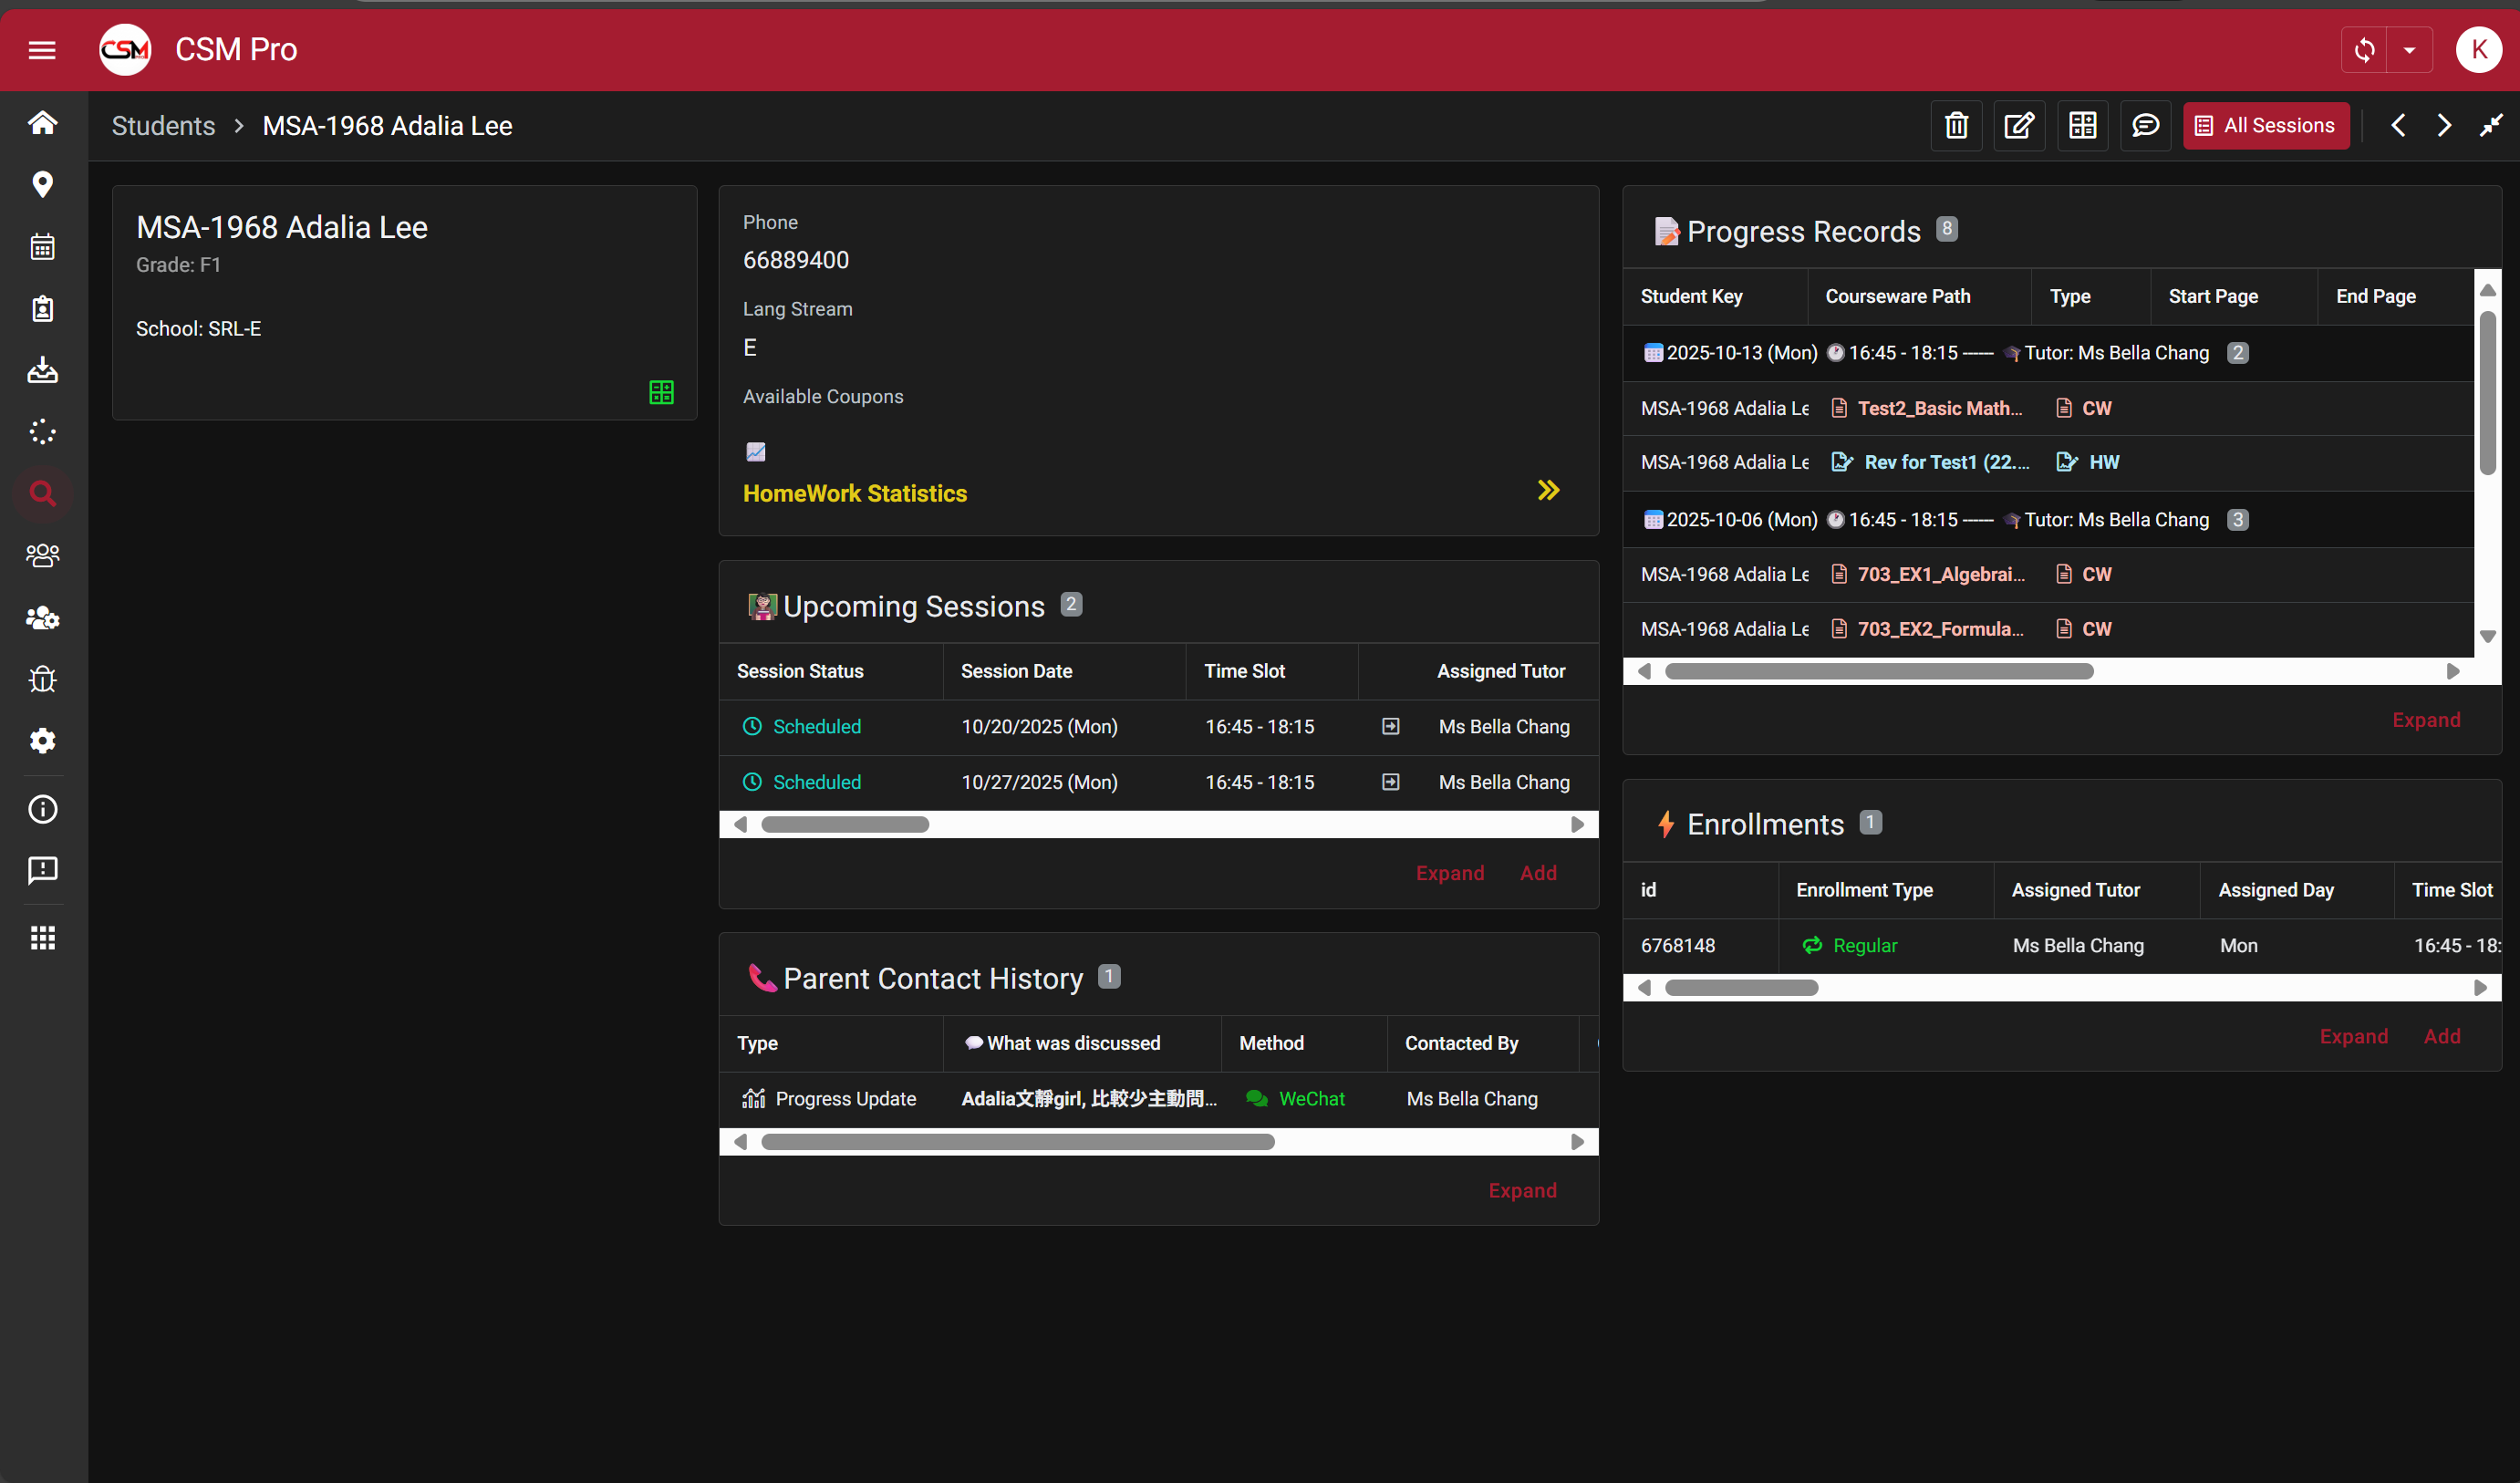 CSM
CSM Pro
K
Students > MSA-1968 Adalia Lee
All Sessions
MSA-1968 Adalia Lee
Grade: F1
School: SRL-E
Phone
66889400
Lang Stream
E
Available Coupons
HomeWork Statistics
Upcoming Sessions 2
Session Status Session Date Time Slot Assigned Tutor
Scheduled 10/20/2025 (Mon) 16:45 - 18:15 Ms Bella Chang
Scheduled 10/27/2025 (Mon) 16:45 - 18:15 Ms Bella Chang
Expand Add
Parent Contact History 1
Type What was discussed Method Contacted By
Progress Update Adalia文靜girl, 比較少主動問... WeChat Ms Bella Chang
Expand
Progress Records 8
Student Key Courseware Path Type Start Page End Page
2025-10-13 (Mon) 16:45 - 18:15 ------ Tutor: Ms Bella Chang 2
MSA-1968 Adalia Le Test2_Basic Math... CW
MSA-1968 Adalia Le Rev for Test1 (22.... HW
2025-10-06 (Mon) 16:45 - 18:15 ------ Tutor: Ms Bella Chang 3
MSA-1968 Adalia Le 703_EX1_Algebrai... CW
MSA-1968 Adalia Le 703_EX2_Formula... CW
Expand
Enrollments 1
id Enrollment Type Assigned Tutor Assigned Day Time Slot
6768148 Regular Ms Bella Chang Mon 16:45 - 18:
Expand Add